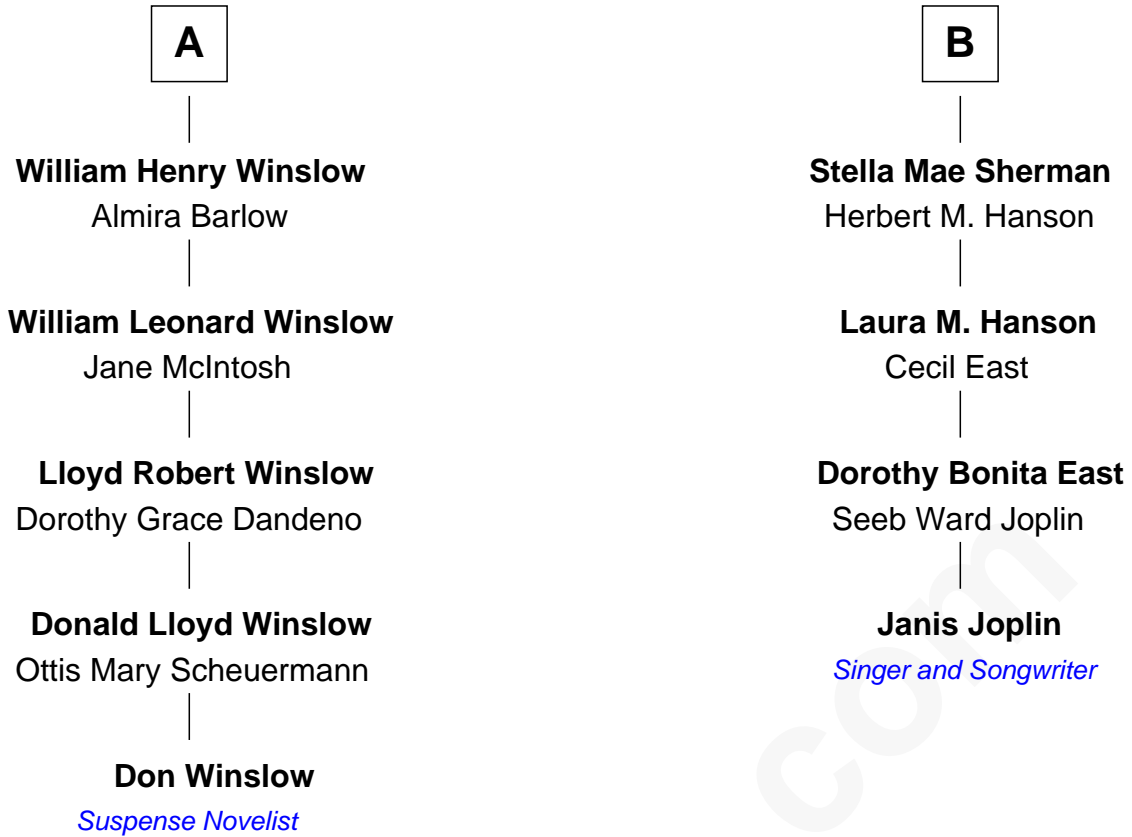 A
William Henry Winslow
Almira Barlow
William Leonard Winslow
Jane McIntosh
Lloyd Robert Winslow
Dorothy Grace Dandeno
Donald Lloyd Winslow
Ottis Mary Scheuermann
Don Winslow
Suspense Novelist
B
Stella Mae Sherman
Herbert M. Hanson
Laura M. Hanson
Cecil East
Dorothy Bonita East
Seeb Ward Joplin
Janis Joplin
Singer and Songwriter
com